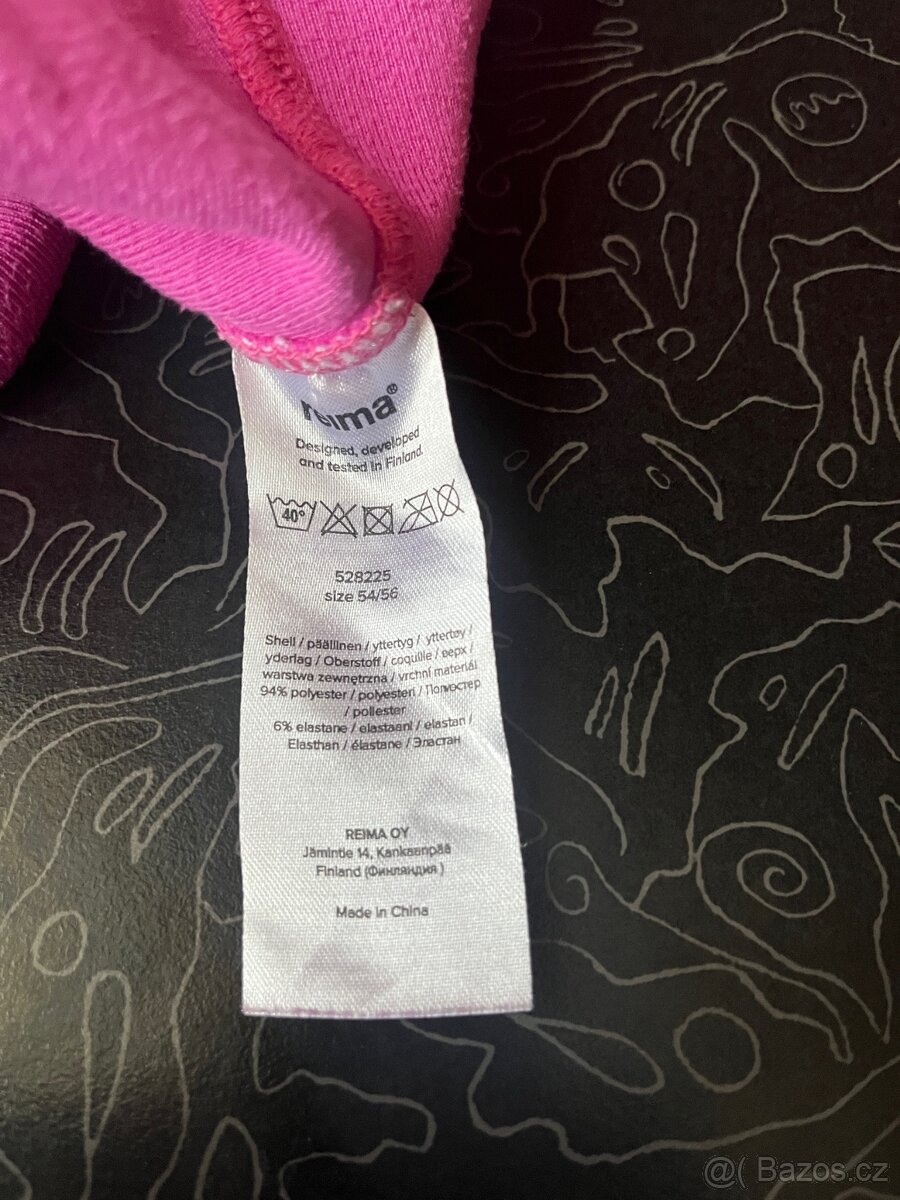 reima®
Designed, developed
and tested in Finland.
40°
528225
size 54/56
Shell / päällinen / yttertyg / yttertøy /
yderlag / Oberstoff / coquille / верх /
warstwa zewnętrzna / vrchní materiál
94% polyester / polyesteri / Полиэстер
/ poliester
6% elastane / elastaani / elastan /
Elasthan / élastane / Эластан
REIMA OY
Jämintie 14, Kankaanpää
Finland (Финляндия)
Made in China
@( Bazos.cz